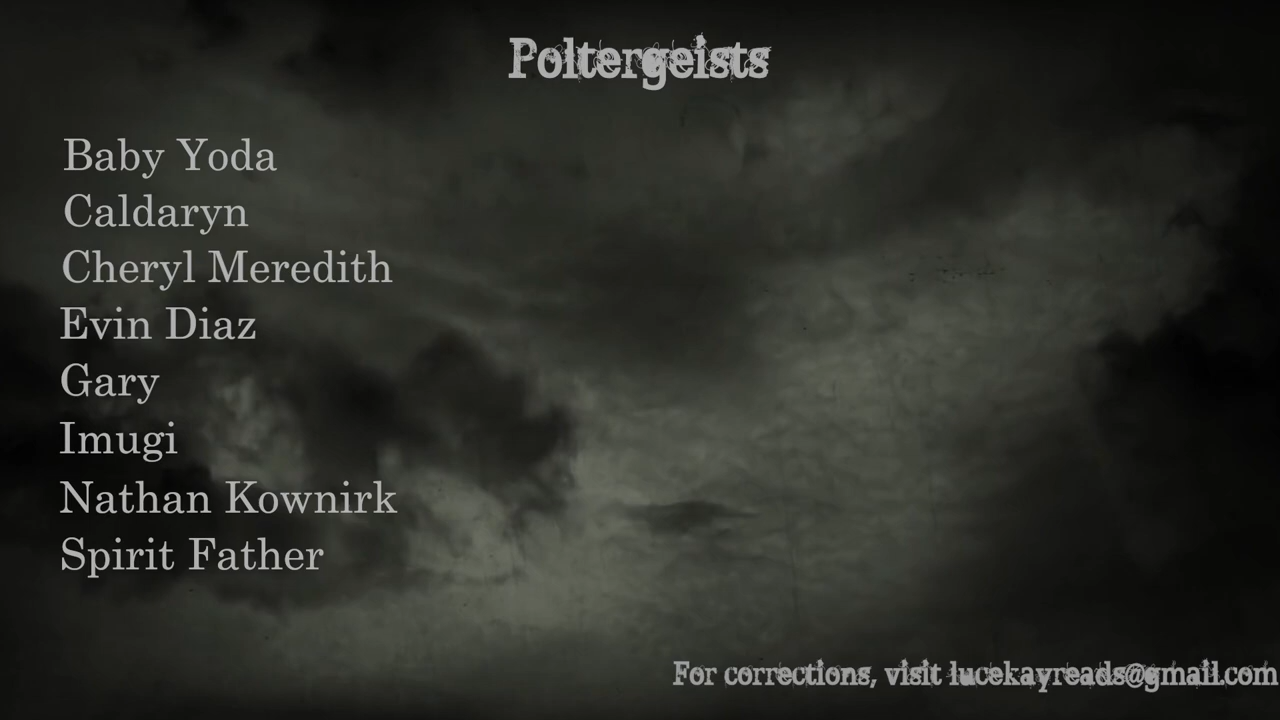 Poltergeists
Baby Yoda
Caldaryn
Cheryl Meredith
Evin Diaz
Gary
Imugi
Nathan Kownirk
Spirit Father
For corrections, visit lucekayreads@gmail.com